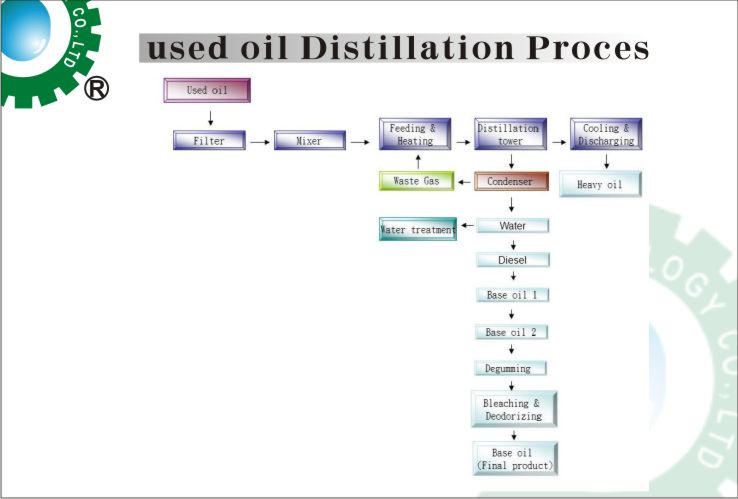 CO.,LTD
®
used oil Distillation Proces
Used oil
Filter
Mixer
Feeding &
Heating
Distillation
tower
Cooling &
Discharging
Waste Gas
Condenser
Heavy oil
Water treatment
Water
Diesel
Base oil 1
Base oil 2
Degumming
Bleaching &
Deodorizing
Base oil
(Final product)
OGY CO.,LTD